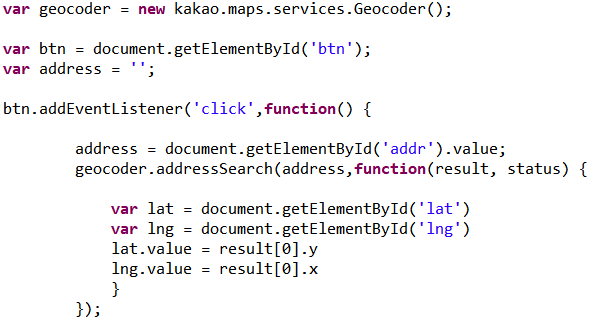 var geocoder = new kakao.maps.services.Geocoder();
var btn = document.getElementById('btn');
var address = '';
btn.addEventListener('click',function() {
address = document.getElementById('addr').value;
geocoder.addressSearch(address,function(result, status) {
var lat = document.getElementById('lat')
var lng = document.getElementById('lng')
lat.value = result[0].y
lng.value = result[0].x
}
});